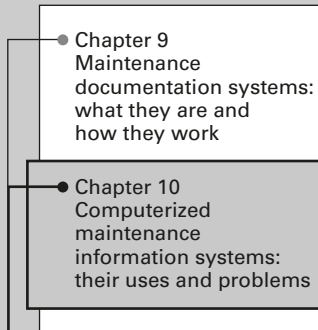 Chapter 9
Maintenance
documentation systems:
what they are and
how they work
Chapter 10
Computerized
maintenance
information systems:
their uses and problems